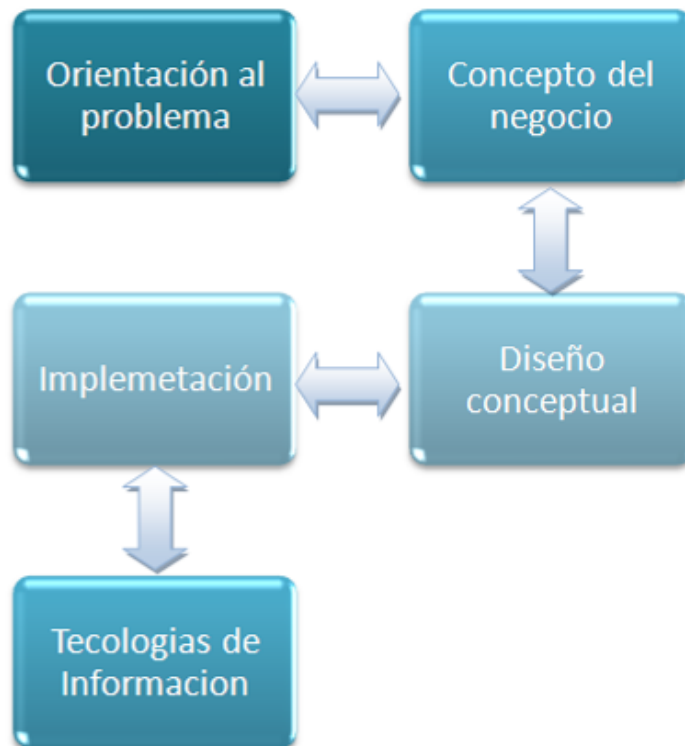 Orientación al
problema
Concepto del
negocio
Implemetación
Diseño
conceptual
Tecologias de
Informacion